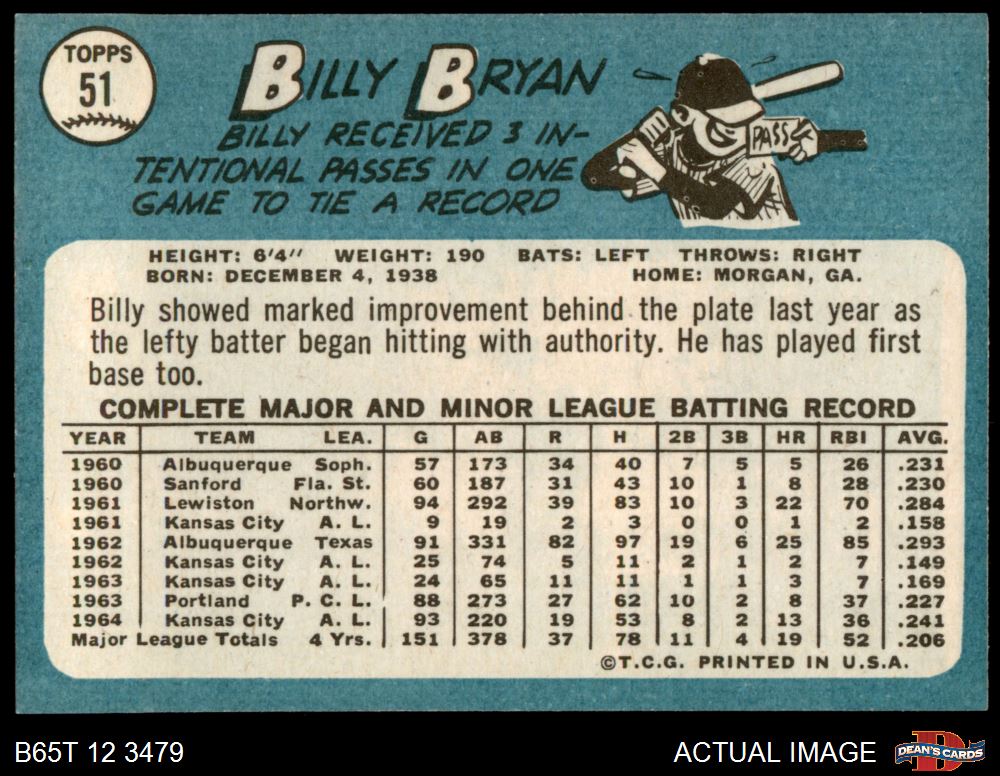 TOPPS
51
BILLY BRYAN
BILLY RECEIVED 3 IN-
TENTIONAL PASSES IN ONE
GAME TO TIE A RECORD
PASS
HEIGHT: 6'4" WEIGHT: 190 BATS: LEFT THROWS: RIGHT
BORN: DECEMBER 4, 1938 HOME: MORGAN, GA.
Billy showed marked improvement behind the plate last year as
the lefty batter began hitting with authority. He has played first
base too.
COMPLETE MAJOR AND MINOR LEAGUE BATTING RECORD
YEAR TEAM LEA. G AB R H 2B 3B HR RBI AVG.
1960 Albuquerque Soph. 57 173 34 40 7 5 5 26 .231
1960 Sanford Fla. St. 60 187 31 43 10 1 8 28 .230
1961 Lewiston Northw. 94 292 39 83 10 3 22 70 .284
1961 Kansas City A. L. 9 19 2 3 0 0 1 2 .158
1962 Albuquerque Texas 91 331 82 97 19 6 25 85 .293
1962 Kansas City A. L. 25 74 5 11 2 1 2 7 .149
1963 Kansas City A. L. 24 65 11 11 1 1 3 7 .169
1963 Portland P. C. L. 88 273 27 62 10 2 8 37 .227
1964 Kansas City A. L. 93 220 19 53 8 2 13 36 .241
Major League Totals 4 Yrs. 151 378 37 78 11 4 19 52 .206
©T.C.G. PRINTED IN U.S.A.
B65T 12 3479 ACTUAL IMAGE D DEAN'S CARDS